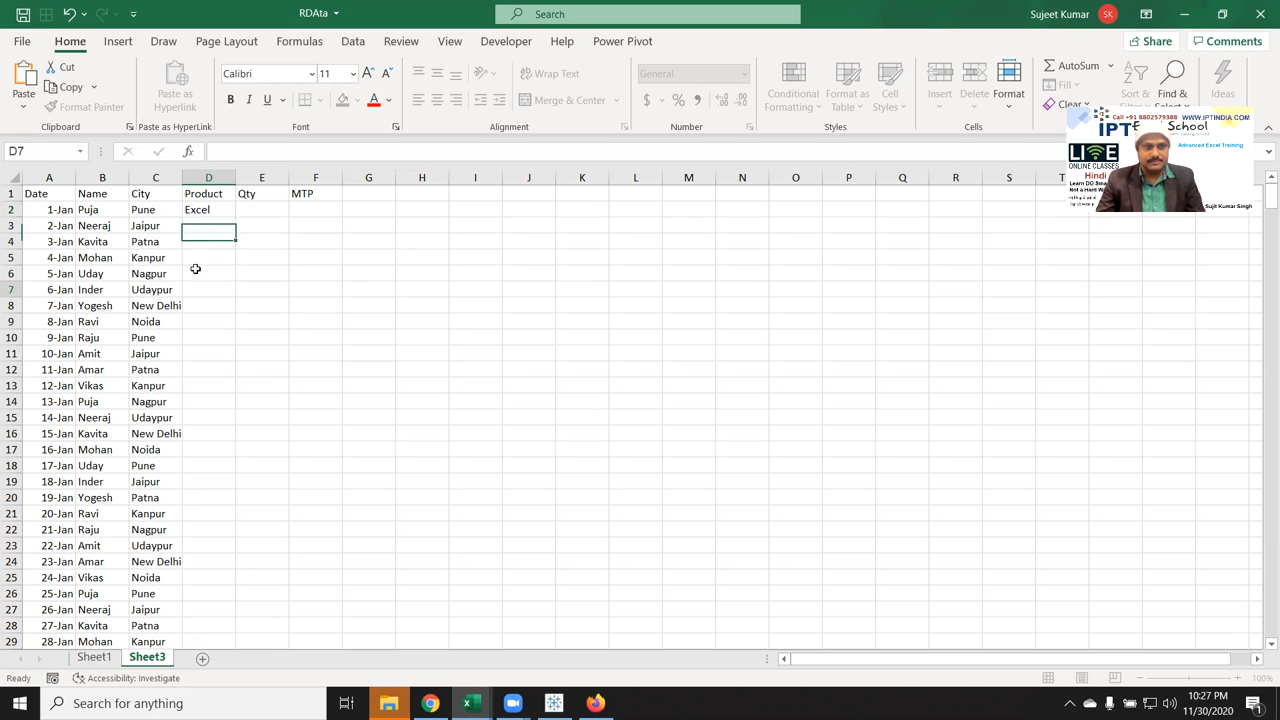 RData
Search
Sujeet Kumar
File Home Insert Draw Page Layout Formulas Data Review View Developer Help Power Pivot
Share Comments
Paste
Cut
Copy
Format Painter
Clipboard
Paste as
Hyperlink
Paste as HyperLink
Calibri 11
B I U
Font
Wrap Text
Merge & Center
Alignment
General
Number
Conditional
Formatting
Format as
Table
Cell
Styles
Styles
Insert
Delete
Format
Cells
AutoSum
Fill
Clear
Sort &
Find &
Ideas
Call +91 8802579388 WWW.IPTINDIA.COM
School
Advanced Excel Training
LIVE
ONLINE CLASSES
Hindi
Sujit Kumar Singh
D7
A B C D E F G H I J K L M N O P Q R S T
1 Date Name City Product Qty MTP
2 1-Jan Puja Pune Excel
3 2-Jan Neeraj Jaipur
4 3-Jan Kavita Patna
5 4-Jan Mohan Kanpur
6 5-Jan Uday Nagpur
7 6-Jan Inder Udaypur
8 7-Jan Yogesh New Delhi
9 8-Jan Ravi Noida
10 9-Jan Raju Pune
11 10-Jan Amit Jaipur
12 11-Jan Amar Patna
13 12-Jan Vikas Kanpur
14 13-Jan Puja Nagpur
15 14-Jan Neeraj Udaypur
16 15-Jan Kavita New Delhi
17 16-Jan Mohan Noida
18 17-Jan Uday Pune
19 18-Jan Inder Jaipur
20 19-Jan Yogesh Patna
21 20-Jan Ravi Kanpur
22 21-Jan Raju Nagpur
23 22-Jan Amit Udaypur
24 23-Jan Amar New Delhi
25 24-Jan Vikas Noida
26 25-Jan Puja Pune
27 26-Jan Neeraj Jaipur
28 27-Jan Kavita Patna
29 28-Jan Mohan Kanpur
Sheet1 Sheet3
Ready Accessibility: Investigate 100%
Search for anything
10:27 PM
11/30/2020